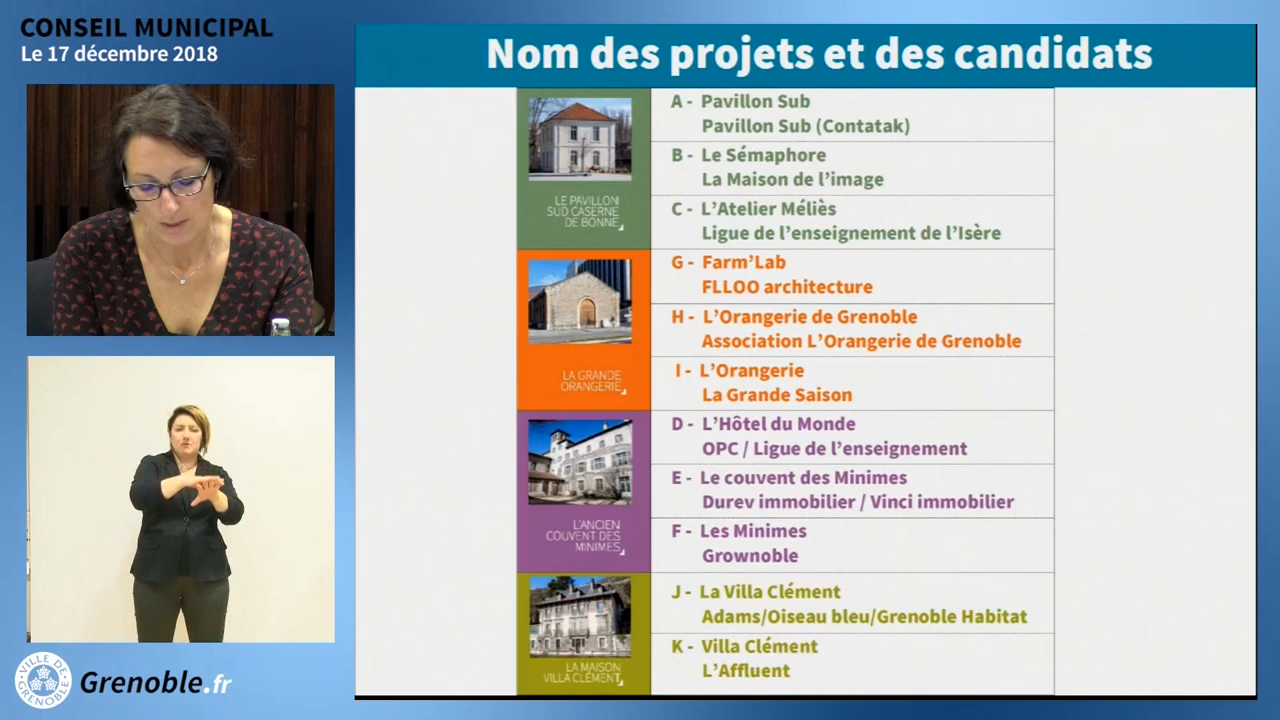 CONSEIL MUNICIPAL
Le 17 décembre 2018
Nom des projets et des candidats
LE PAVILLON
SUD CASERNE
DE BONNE
A - Pavillon Sub
Pavillon Sub (Contatak)
B - Le Sémaphore
La Maison de l'image
C - L'Atelier Méliès
Ligue de l'enseignement de l'Isère
LA GRANDE
ORANGERIE
G - Farm'Lab
FLLOO architecture
H - L'Orangerie de Grenoble
Association L'Orangerie de Grenoble
I - L'Orangerie
La Grande Saison
L'ANCIEN
COUVENT DES
MINIMES
D - L'Hôtel du Monde
OPC / Ligue de l'enseignement
E - Le couvent des Minimes
Durev immobilier / Vinci immobilier
F - Les Minimes
Grownoble
LA MAISON
VILLA CLÉMENT
J - La Villa Clément
Adams/Oiseau bleu/Grenoble Habitat
K - Villa Clément
L'Affluent
VILLE DE
GRENOBLE
Grenoble.fr